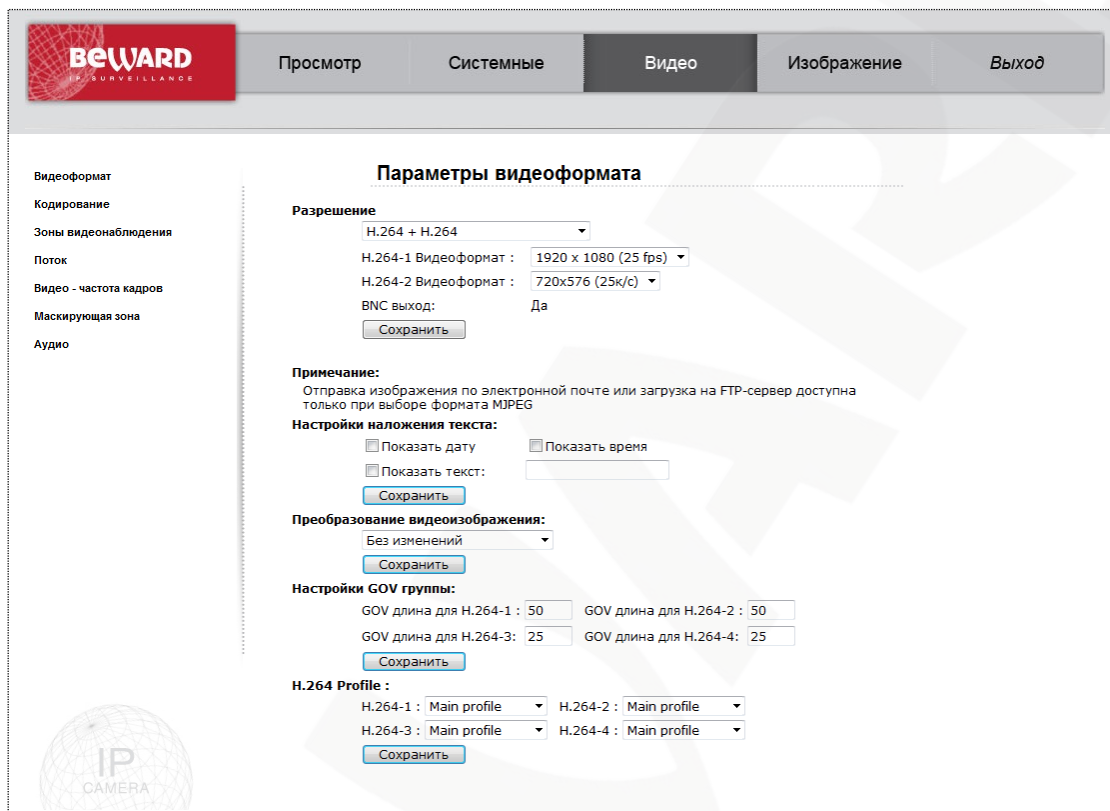 BEWARD
IP SURVEILLANCE
Просмотр Системные Видео Изображение Выход
Видеоформат
Кодирование
Зоны видеонаблюдения
Поток
Видео - частота кадров
Маскирующая зона
Аудио
Параметры видеоформата
Разрешение
H.264 + H.264
H.264-1 Видеоформат : 1920 x 1080 (25 fps)
H.264-2 Видеоформат : 720x576 (25к/с)
BNC выход: Да
Сохранить
Примечание:
Отправка изображения по электронной почте или загрузка на FTP-сервер доступна
только при выборе формата MJPEG
Настройки наложения текста:
Показать дату Показать время
Показать текст:
Сохранить
Преобразование видеоизображения:
Без изменений
Сохранить
Настройки GOV группы:
GOV длина для H.264-1 : 50 GOV длина для H.264-2 : 50
GOV длина для H.264-3: 25 GOV длина для H.264-4: 25
Сохранить
H.264 Profile :
H.264-1 : Main profile H.264-2 : Main profile
H.264-3 : Main profile H.264-4 : Main profile
Сохранить
IP
CAMERA